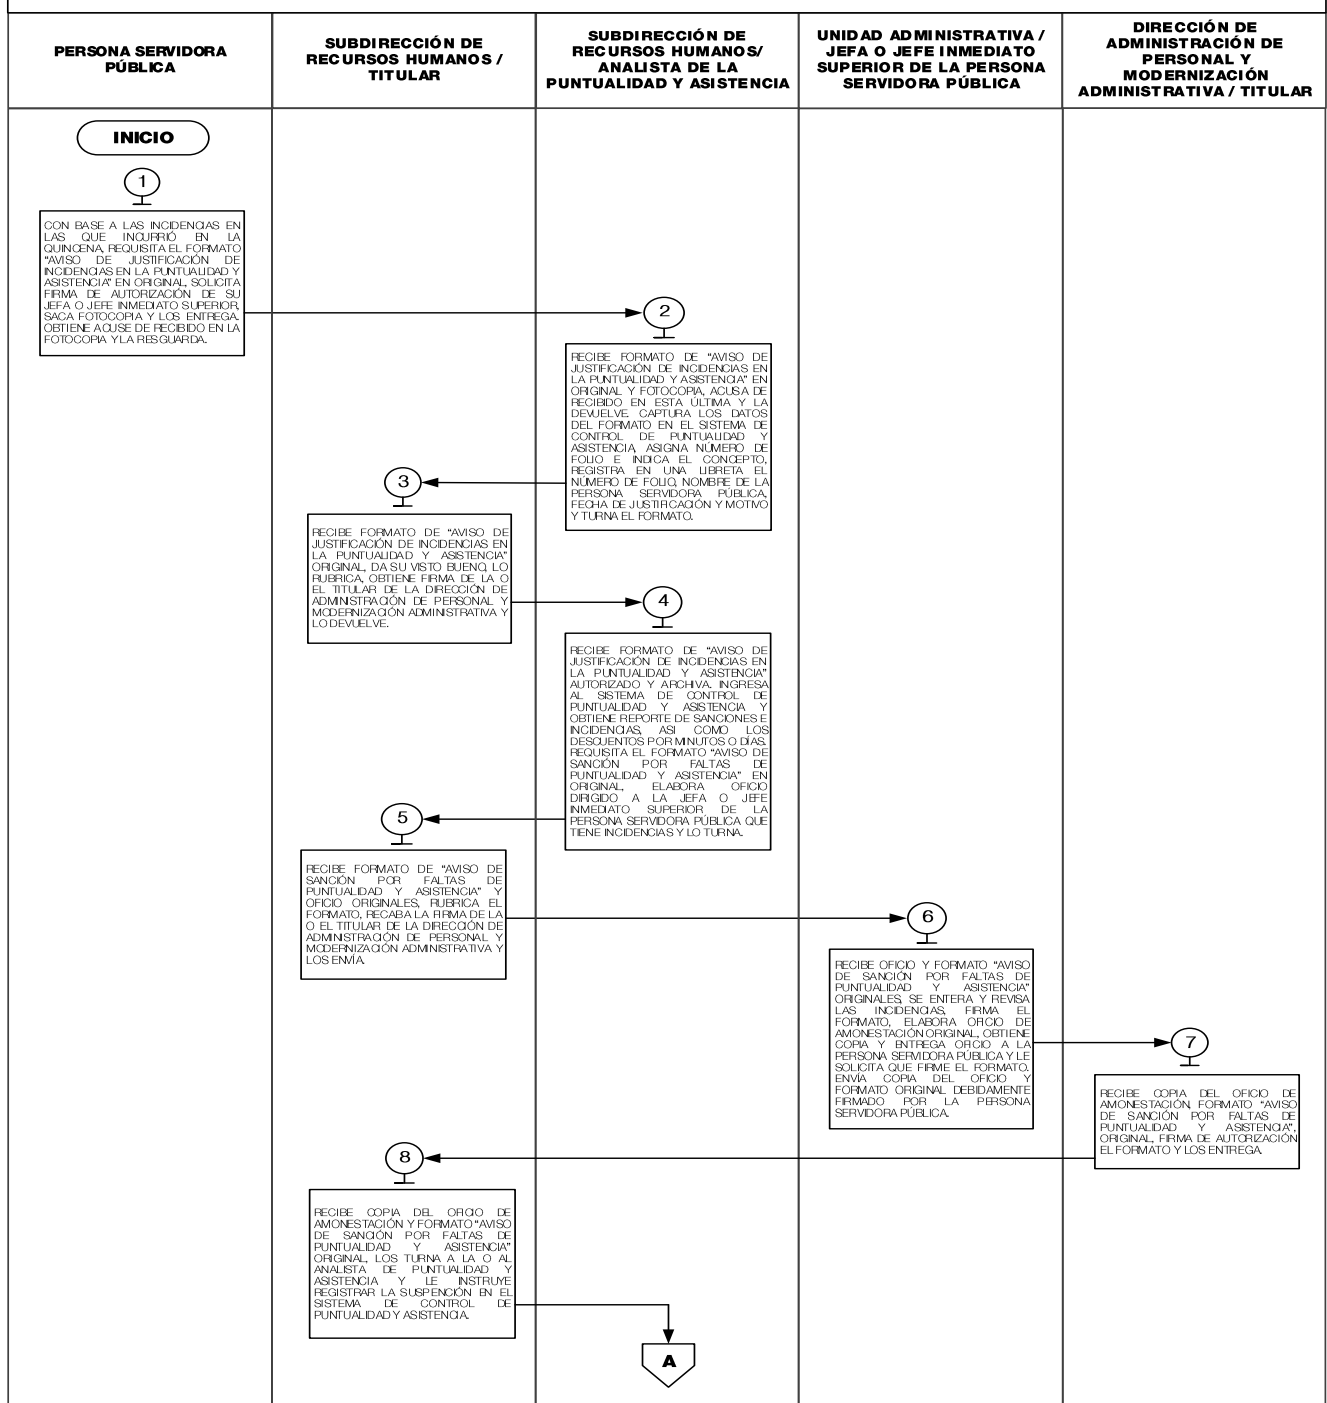 PERSONA SERVIDORA
PÚBLICA
SUBDIRECCIÓN DE
RECURSOS HUMANOS /
TITULAR
SUBDIRECCIÓN DE
RECURSOS HUMANOS/
ANALISTA DE LA
PUNTUALIDAD Y ASISTENCIA
UNIDAD ADMINISTRATIVA /
JEFA O JEFE INMEDIATO
SUPERIOR DE LA PERSONA
SERVIDORA PÚBLICA
DIRECCIÓN DE
ADMINISTRACIÓN DE
PERSONAL Y
MODERNIZACIÓN
ADMINISTRATIVA / TITULAR
INICIO
1
CON BASE A LAS INCIDENCIAS EN
LAS QUE INCURRIÓ EN LA
QUINCENA, REQUISITA EL FORMATO
“AVISO DE JUSTIFICACIÓN DE
INCIDENCIAS EN LA PUNTUALIDAD Y
ASISTENCIA” EN ORIGINAL, SOLICITA
FIRMA DE AUTORIZACIÓN DE SU
JEFA O JEFE INMEDIATO SUPERIOR,
SACA FOTOCOPIA Y LOS ENTREGA.
OBTIENE ACUSE DE RECIBIDO EN LA
FOTOCOPIA Y LA RESGUARDA.
2
RECIBE FORMATO DE “AVISO DE
JUSTIFICACIÓN DE INCIDENCIAS EN
LA PUNTUALIDAD Y ASISTENCIA” EN
ORIGINAL Y FOTOCOPIA, ACUSA DE
RECIBIDO EN ESTA ÚLTIMA Y LA
DEVUELVE. CAPTURA LOS DATOS
DEL FORMATO EN EL SISTEMA DE
CONTROL DE PUNTUALIDAD Y
ASISTENCIA, ASIGNA NÚMERO DE
FOLIO E INDICA EL CONCEPTO,
REGISTRA EN UNA LIBRETA EL
NÚMERO DE FOLIO, NOMBRE DE LA
PERSONA SERVIDORA PÚBLICA,
FECHA DE JUSTIFICACIÓN Y MOTIVO
Y TURNA EL FORMATO.
3
RECIBE FORMATO DE “AVISO DE
JUSTIFICACIÓN DE INCIDENCIAS EN
LA PUNTUALIDAD Y ASISTENCIA”
ORIGINAL, DA SU VISTO BUENO, LO
RUBRICA, OBTIENE FIRMA DE LA O
EL TITULAR DE LA DIRECCIÓN DE
ADMINISTRACIÓN DE PERSONAL Y
MODERNIZACIÓN ADMINISTRATIVA Y
LO DEVUELVE.
4
RECIBE FORMATO DE “AVISO DE
JUSTIFICACIÓN DE INCIDENCIAS EN
LA PUNTUALIDAD Y ASISTENCIA”
AUTORIZADO Y ARCHIVA. INGRESA
AL SISTEMA DE CONTROL DE
PUNTUALIDAD Y ASISTENCIA Y
OBTIENE REPORTE DE SANCIONES E
INCIDENCIAS, ASI COMO LOS
DESCUENTOS POR MINUTOS O DÍAS.
REQUISITA EL FORMATO “AVISO DE
SANCIÓN POR FALTAS DE
PUNTUALIDAD Y ASISTENCIA” EN
ORIGINAL, ELABORA OFICIO
DIRIGIDO A LA JEFA O JEFE
INMEDIATO SUPERIOR DE LA
PERSONA SERVIDORA PÚBLICA QUE
TIENE INCIDENCIAS Y LO TURNA.
5
RECIBE FORMATO DE “AVISO DE
SANCIÓN POR FALTAS DE
PUNTUALIDAD Y ASISTENCIA” Y
OFICIO ORIGINALES, RUBRICA EL
FORMATO, RECABA LA FIRMA DE LA
O EL TITULAR DE LA DIRECCIÓN DE
ADMINISTRACIÓN DE PERSONAL Y
MODERNIZACIÓN ADMINISTRATIVA Y
LOS ENVÍA.
6
RECIBE OFICIO Y FORMATO “AVISO
DE SANCIÓN POR FALTAS DE
PUNTUALIDAD Y ASISTENCIA”
ORIGINALES, SE ENTERA Y REVISA
LAS INCIDENCIAS, FIRMA EL
FORMATO, ELABORA OFICIO DE
AMONESTACIÓN ORIGINAL, OBTIENE
COPIA Y ENTREGA OFICIO A LA
PERSONA SERVIDORA PÚBLICA Y LE
SOLICITA QUE FIRME EL FORMATO.
ENVÍA COPIA DEL OFICIO Y
FORMATO ORIGINAL DEBIDAMENTE
FIRMADO POR LA PERSONA
SERVIDORA PÚBLICA.
7
RECIBE COPIA DEL OFICIO DE
AMONESTACIÓN, FORMATO “AVISO
DE SANCIÓN POR FALTAS DE
PUNTUALIDAD Y ASISTENCIA”,
ORIGINAL, FIRMA DE AUTORIZACIÓN
EL FORMATO Y LOS ENTREGA.
8
RECIBE COPIA DEL OFICIO DE
AMONESTACIÓN Y FORMATO “AVISO
DE SANCIÓN POR FALTAS DE
PUNTUALIDAD Y ASISTENCIA”
ORIGINAL, LOS TURNA A LA O AL
ANALISTA DE PUNTUALIDAD Y
ASISTENCIA Y LE INSTRUYE
REGISTRAR LA SUSPENCIÓN EN EL
SISTEMA DE CONTROL DE
PUNTUALIDAD Y ASISTENCIA.
A